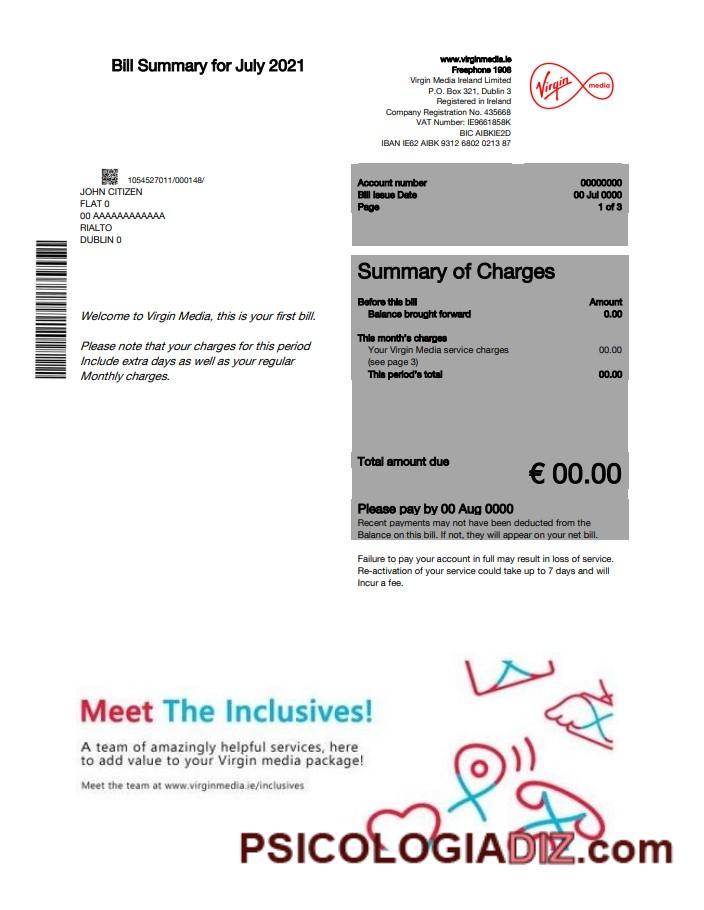 Bill Summary for July 2021
www.virginmedia.ie
Freephone 1908
Virgin Media Ireland Limited
P.O. Box 321, Dublin 3
Registered in Ireland
Company Registration No. 435668
VAT Number: IE9661858K
BIC AIBKIE2D
IBAN IE62 AIBK 9312 6802 0213 87
Virgin media
1054527011/000148/
JOHN CITIZEN
FLAT 0
00 AAAAAAAAAAAA
RIALTO
DUBLIN 0
Account number 00000000
Bill Issue Date 00 Jul 0000
Page 1 of 3
Welcome to Virgin Media, this is your first bill.
Please note that your charges for this period
Include extra days as well as your regular
Monthly charges.
Summary of Charges
Before this bill Amount
Balance brought forward 0.00
This month's charges
Your Virgin Media service charges 00.00
(see page 3)
This period's total 00.00
Total amount due € 00.00
Please pay by 00 Aug 0000
Recent payments may not have been deducted from the
Balance on this bill. If not, they will appear on your net bill.
Failure to pay your account in full may result in loss of service.
Re-activation of your service could take up to 7 days and will
Incur a fee.
Meet The Inclusives!
A team of amazingly helpful services, here
to add value to your Virgin media package!
Meet the team at www.virginmedia.ie/inclusives
PSICOLOGIADIZ.com